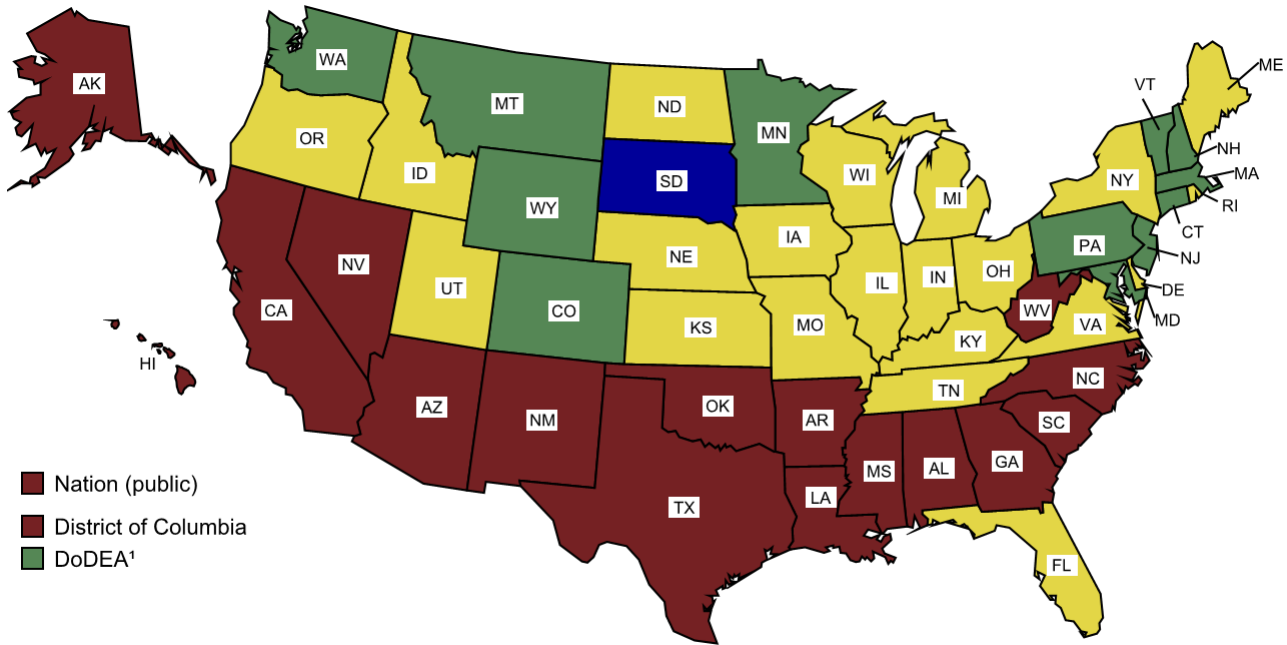 ME
WA
AK
VT
MT
ND
MN
OR
NH
ID
MA
WI
NY
SD
MI
RI
WY
CT
IA
PA
NE
NJ
NV
OH
UT
IN
IL
DE
CA
CO
WV
MD
KS
MO
VA
KY
HI
NC
TN
AZ
OK
NM
AR
SC
GA
AL
MS
Nation (public)
LA
TX
District of Columbia
DoDEA¹
FL